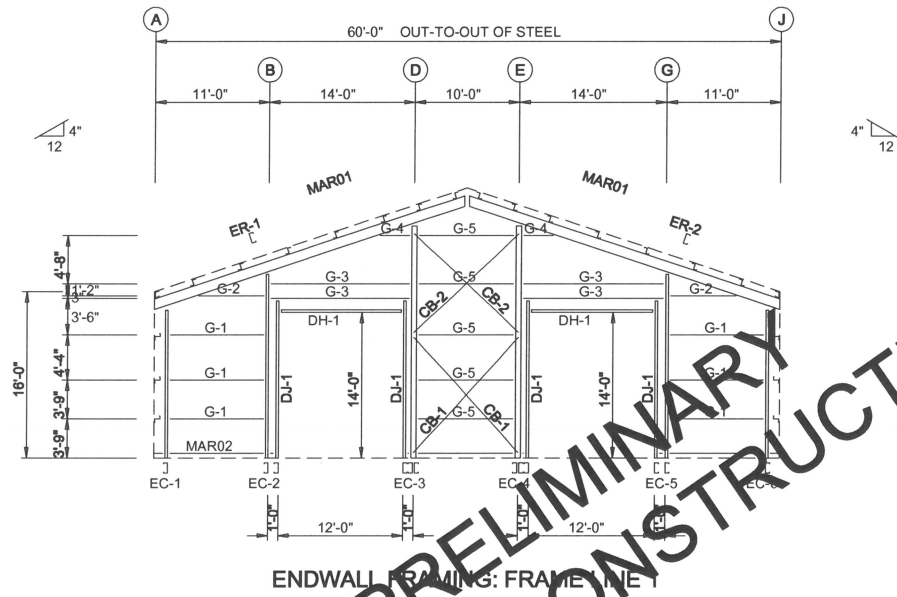 A
J
60'-0" OUT-TO-OUT OF STEEL
B
D
E
G
11'-0"
14'-0"
10'-0"
14'-0"
11'-0"
4"
12
4"
12
MAR01
MAR01
ER-1
ER-2
G-4
G-5
G-4
4'-8"
G-3
G-5
G-3
1'-2"
3"
G-2
G-3
CB-2
CB-2
G-3
G-2
3'-6"
DH-1
DH-1
G-1
G-5
G-1
16'-0"
4'-4"
G-1
DJ-1
14'-0"
DJ-1
G-5
DJ-1
14'-0"
DJ-1
G-1
3'-9"
G-1
CB-1
G-5
CB-1
G-1
3'-9"
MAR02
EC-1
EC-2
EC-3
EC-4
EC-5
1'-0"
12'-0"
1'-0"
1'-0"
12'-0"
1'-0"
ENDWALL FRAMING: FRAME LINE 1
PRELIMINARY